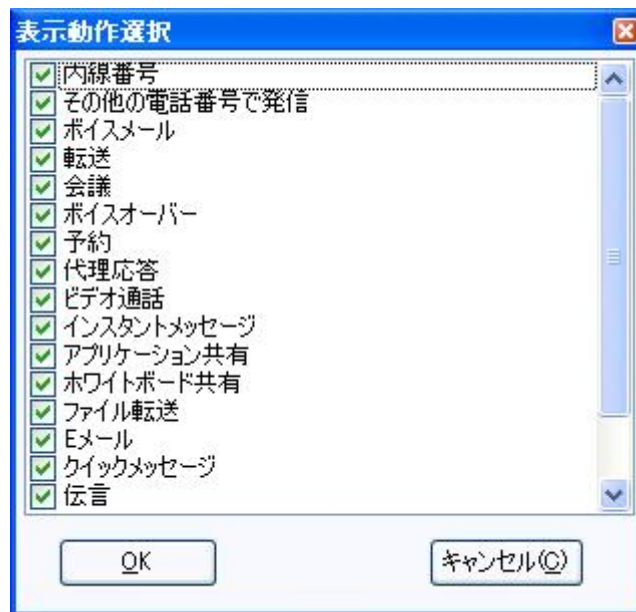 表示動作選択
内線番号
その他の電話番号で発信
ボイスメール
転送
会議
ボイスオーバー
予約
代理応答
ビデオ通話
インスタントメッセージ
アプリケーション共有
ホワイトボード共有
ファイル転送
Eメール
クイックメッセージ
伝言
OK
キャンセル(C)